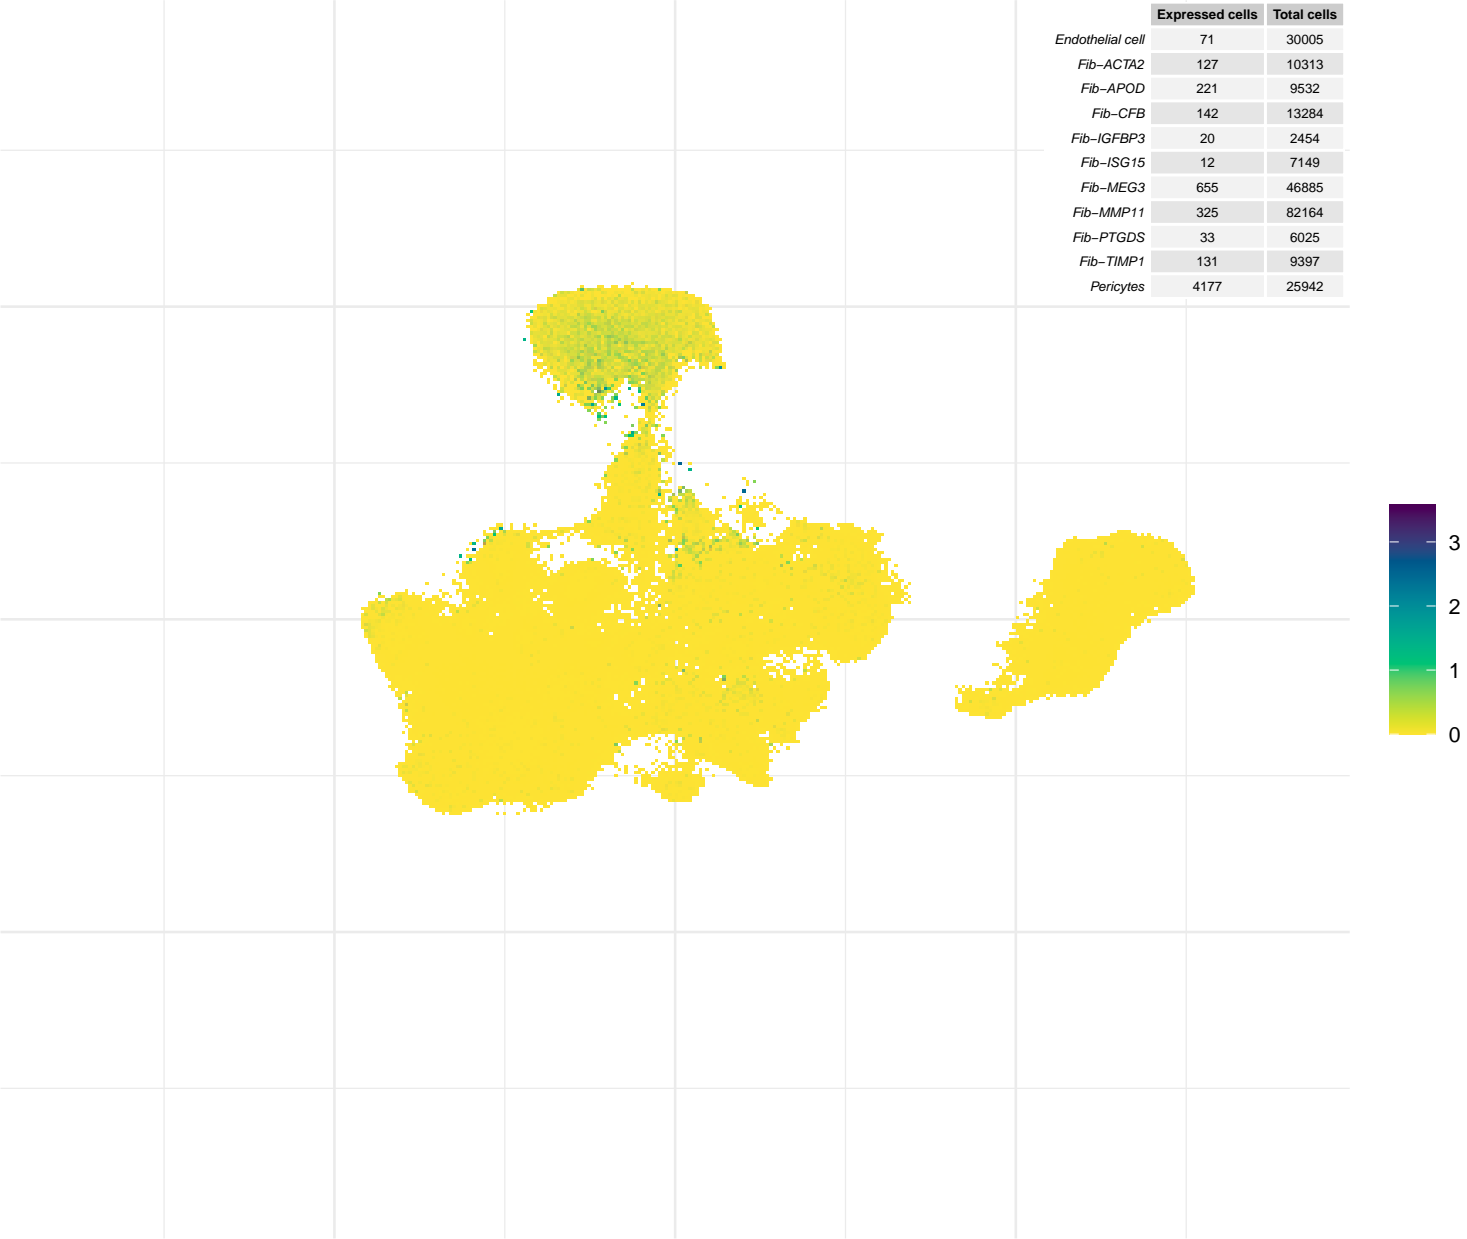 Expressed cells Total cells
Endothelial cell 71 30005
Fib−ACTA2 127 10313
Fib−APOD 221 9532
Fib−CFB 142 13284
Fib−IGFBP3 20 2454
Fib−ISG15 12 7149
Fib−MEG3 655 46885
Fib−MMP11 325 82164
Fib−PTGDS 33 6025
Fib−TIMP1 131 9397
Pericytes 4177 25942
3
2
1
0